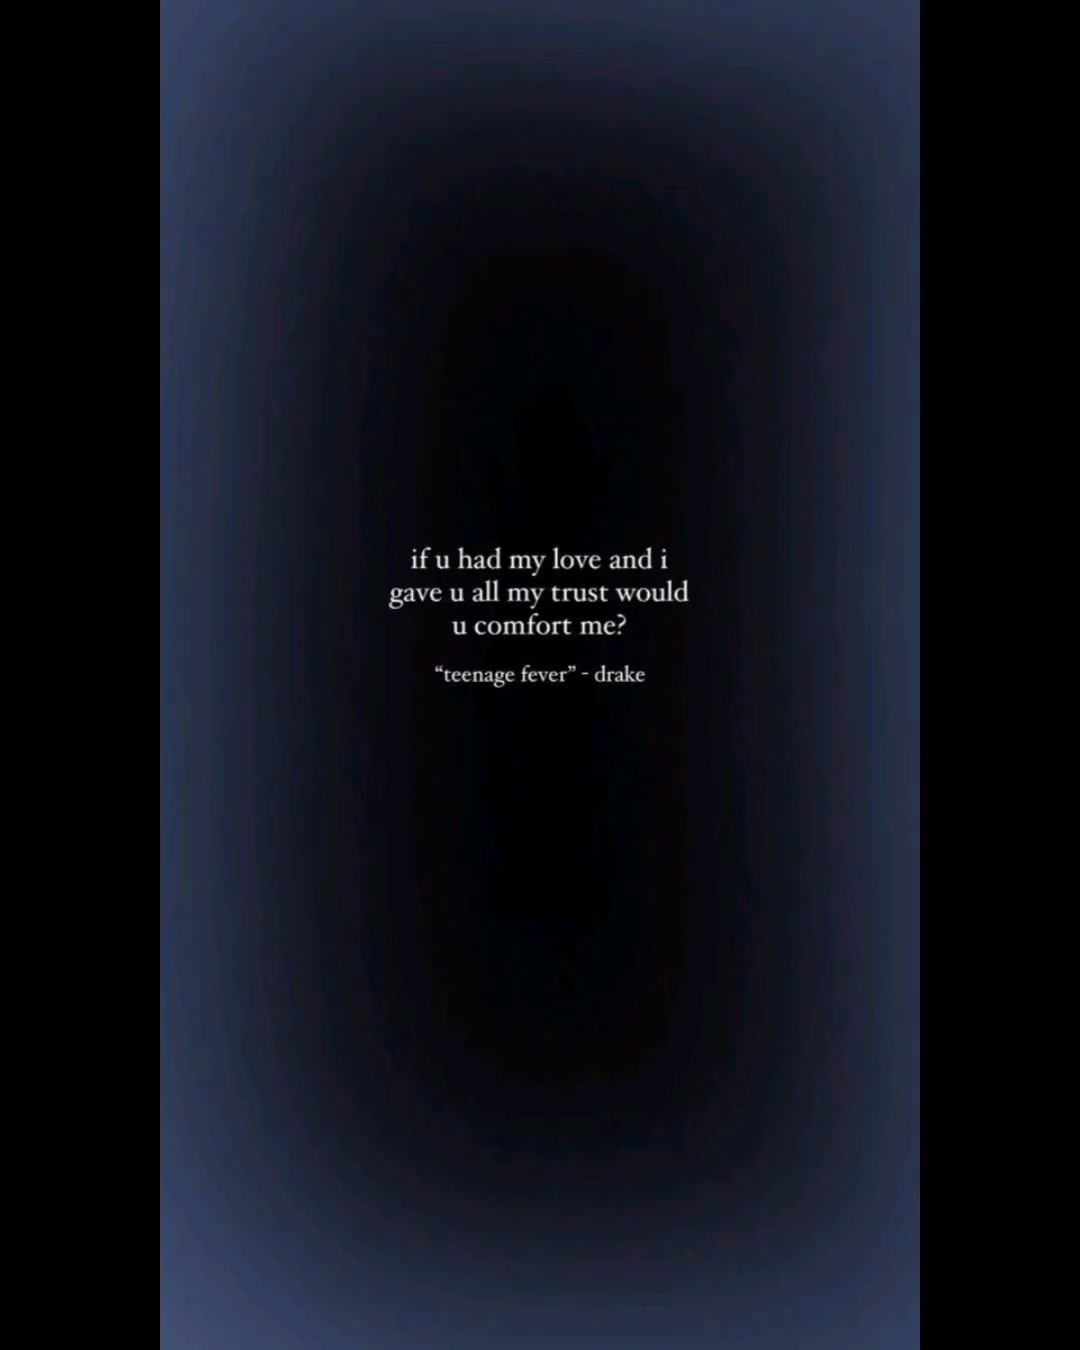 if u had my love and i
gave u all my trust would
u comfort me?
“teenage fever” - drake